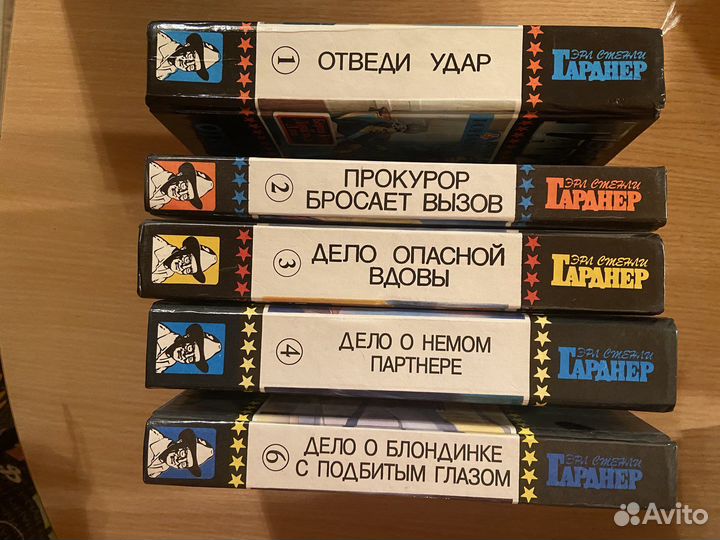 1 ОТВЕДИ УДАР
ЭРЛ СТЕНЛИ
ГАРДНЕР
2 ПРОКУРОР
БРОСАЕТ ВЫЗОВ
ЭРЛ СТЕНЛИ
ГАРДНЕР
3 ДЕЛО ОПАСНОЙ
ВДОВЫ
ЭРЛ СТЕНЛИ
ГАРДНЕР
4 ДЕЛО О НЕМОМ
ПАРТНЕРЕ
ЭРЛ СТЕНЛИ
ГАРДНЕР
6 ДЕЛО О БЛОНДИНКЕ
С ПОДБИТЫМ ГЛАЗОМ
ЭРЛ СТЕНЛИ
ГАРДНЕР
Avito